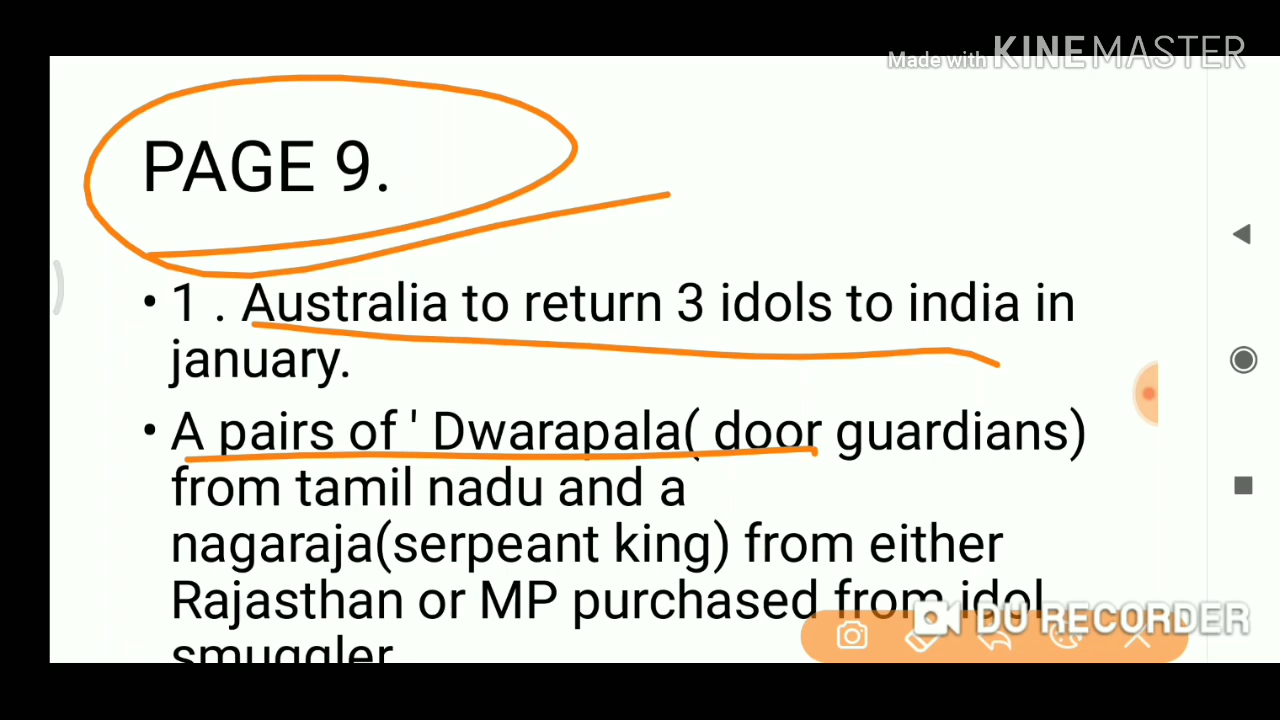 Made with KINEMASTER
PAGE 9.
• 1 . Australia to return 3 idols to india in
january.
• A pairs of ' Dwarapala( door guardians)
from tamil nadu and a
nagaraja(serpeant king) from either
Rajasthan or MP purchased from idol
smuggler
DU RECORDER